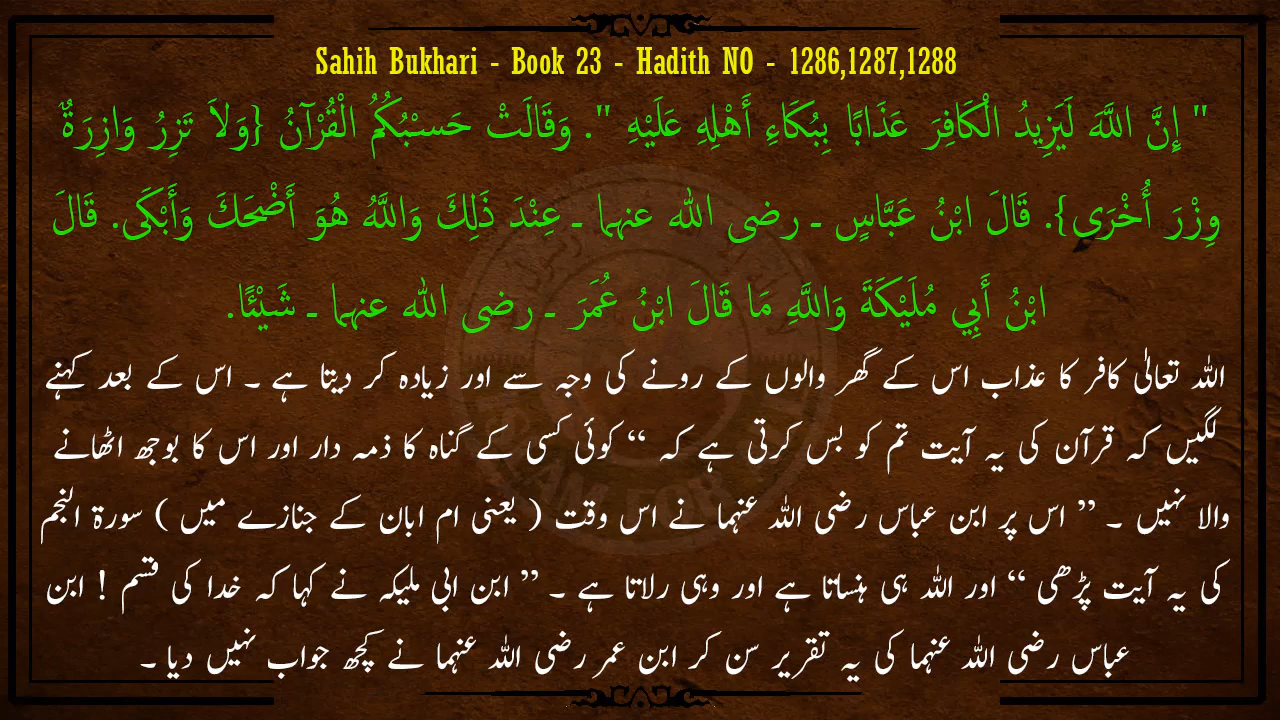 Sahih Bukhari - Book 23 - Hadith NO - 1286,1287,1288
" إِنَّ اللَّهَ لَيَزِيدُ الْكَافِرَ عَذَابًا بِبُكَاءِ أَهْلِهِ عَلَيْهِ ". وَقَالَتْ حَسْبُكُمُ الْقُرْآنُ {وَلاَ تَزِرُ وَازِرَةٌ
وِزْرَ أُخْرَى}. قَالَ ابْنُ عَبَّاسٍ ـ رضى الله عنهما ـ عِنْدَ ذَلِكَ وَاللَّهُ هُوَ أَضْحَكَ وَأَبْكَى. قَالَ
ابْنُ أَبِي مُلَيْكَةَ وَاللَّهِ مَا قَالَ ابْنُ عُمَرَ ـ رضى الله عنهما ـ شَيْئًا.
اللہ تعالیٰ کافر کا عذاب اس کے گھر والوں کے رونے کی وجہ سے اور زیادہ کر دیتا ہے ۔ اس کے بعد کہنے
لگیں کہ قرآن کی یہ آیت تم کو بس کرتی ہے کہ “ کوئی کسی کے گناہ کا ذمہ دار اور اس کا بوجھ اٹھانے
والا نہیں ۔ ” اس پر ابن عباس رضی اللہ عنہما نے اس وقت ( یعنی ام ابان کے جنازے میں ) سورۃ النجم
کی یہ آیت پڑھی “ اور اللہ ہی ہنساتا ہے اور وہی رلاتا ہے ۔ ” ابن ابی ملیکہ نے کہا کہ خدا کی قسم ! ابن
عباس رضی اللہ عنہما کی یہ تقریر سن کر ابن عمر رضی اللہ عنہما نے کچھ جواب نہیں دیا ۔